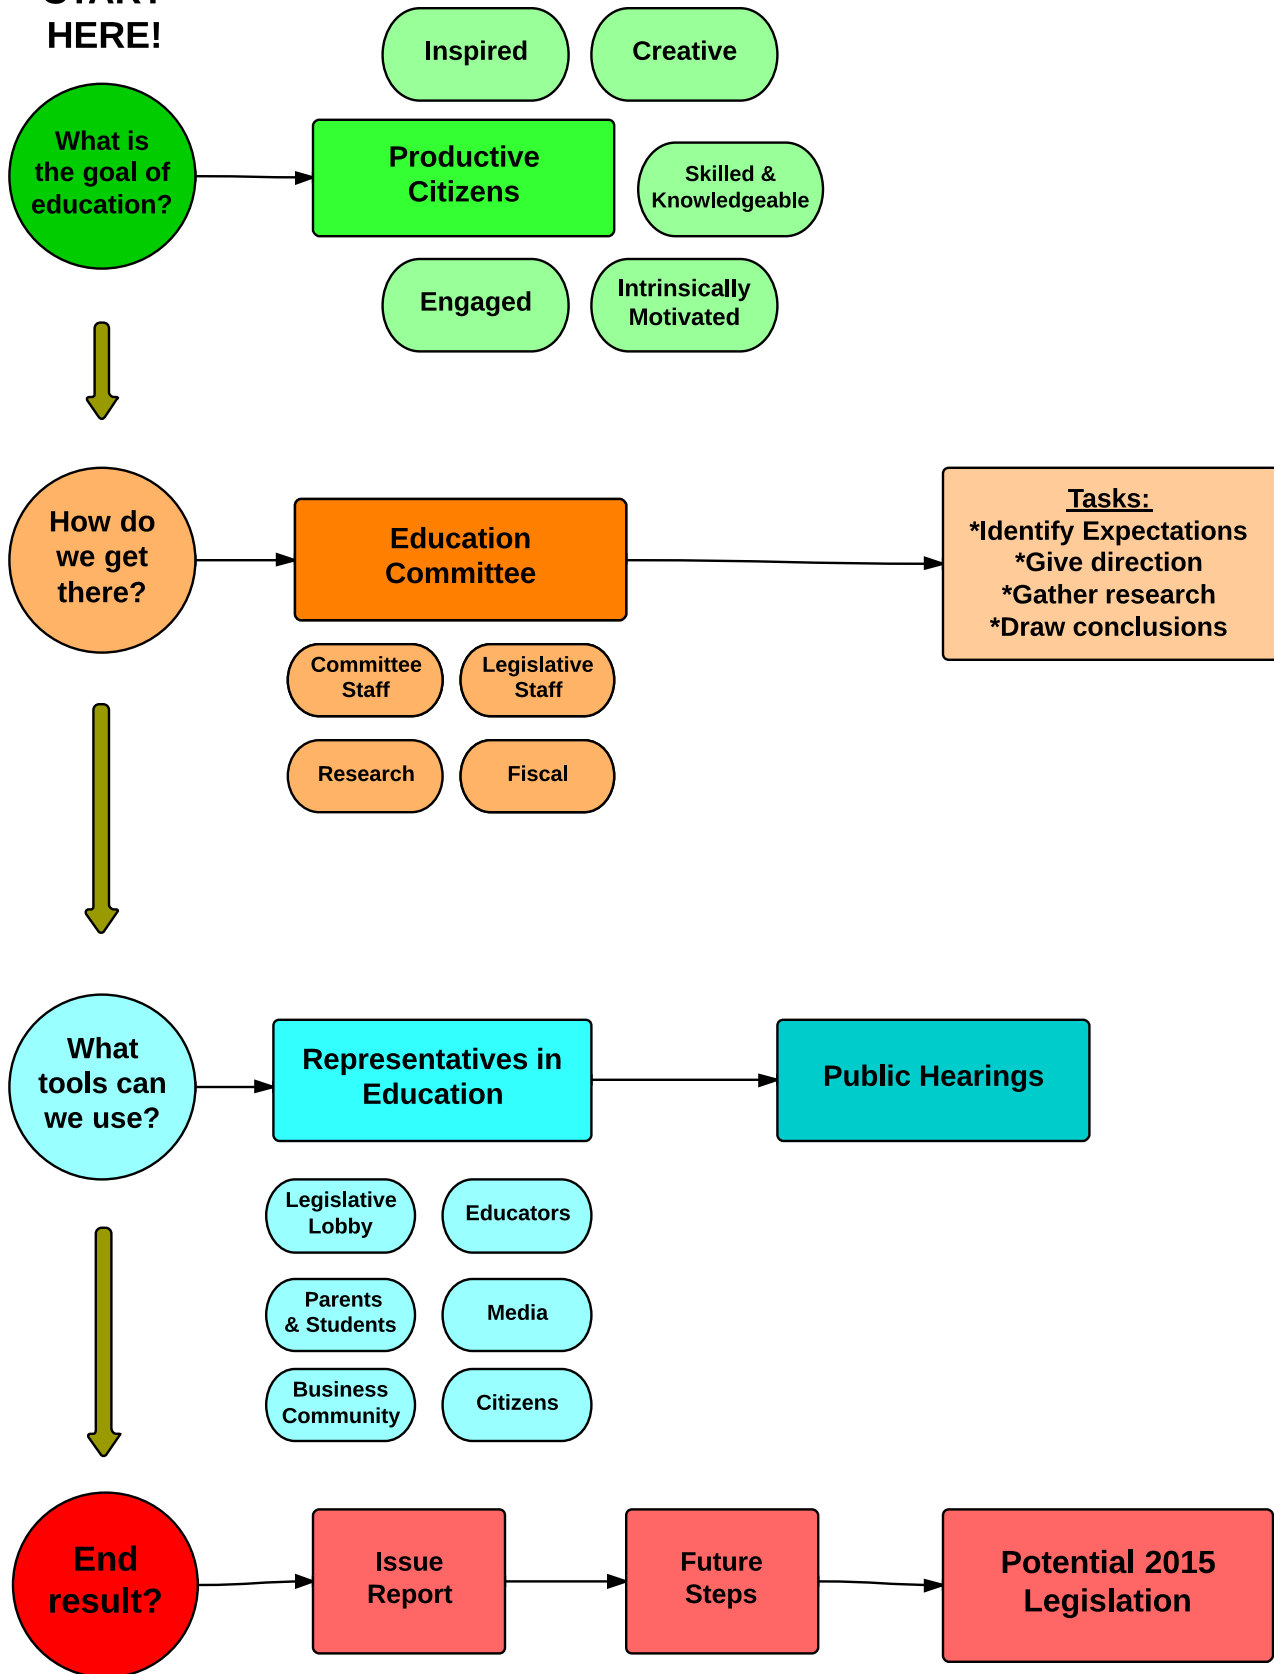 START
HERE!
Inspired
Creative
What is
the goal of
education?
Productive
Citizens
Skilled &
Knowledgeable
Engaged
Intrinsically
Motivated
How do
we get
there?
Education
Committee
Tasks:
*Identify Expectations
*Give direction
*Gather research
*Draw conclusions
Committee
Staff
Legislative
Staff
Research
Fiscal
What
tools can
we use?
Representatives in
Education
Public Hearings
Legislative
Lobby
Educators
Parents
& Students
Media
Business
Community
Citizens
End
result?
Issue
Report
Future
Steps
Potential 2015
Legislation